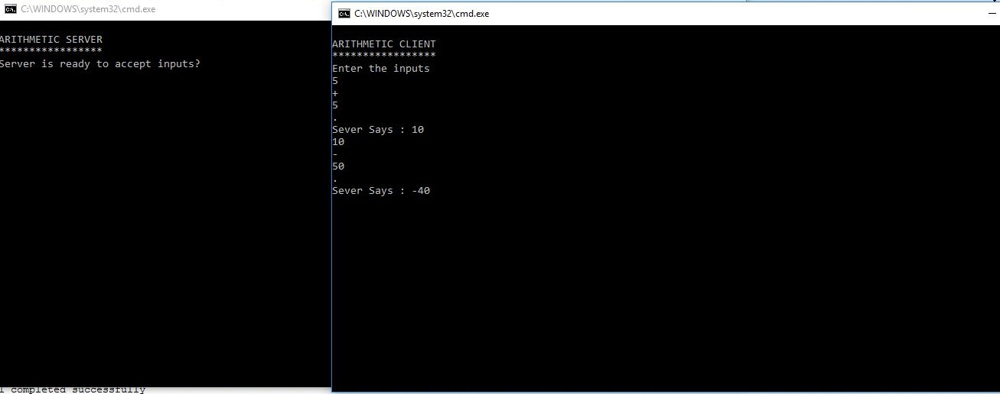 C:\WINDOWS\system32\cmd.exe
ARITHMETIC SERVER
*****************
Server is ready to accept inputs?
C:\WINDOWS\system32\cmd.exe
ARITHMETIC CLIENT
*****************
Enter the inputs
5
+
5
.
Sever Says : 10
10
-
50
.
Sever Says : -40
completed successfully